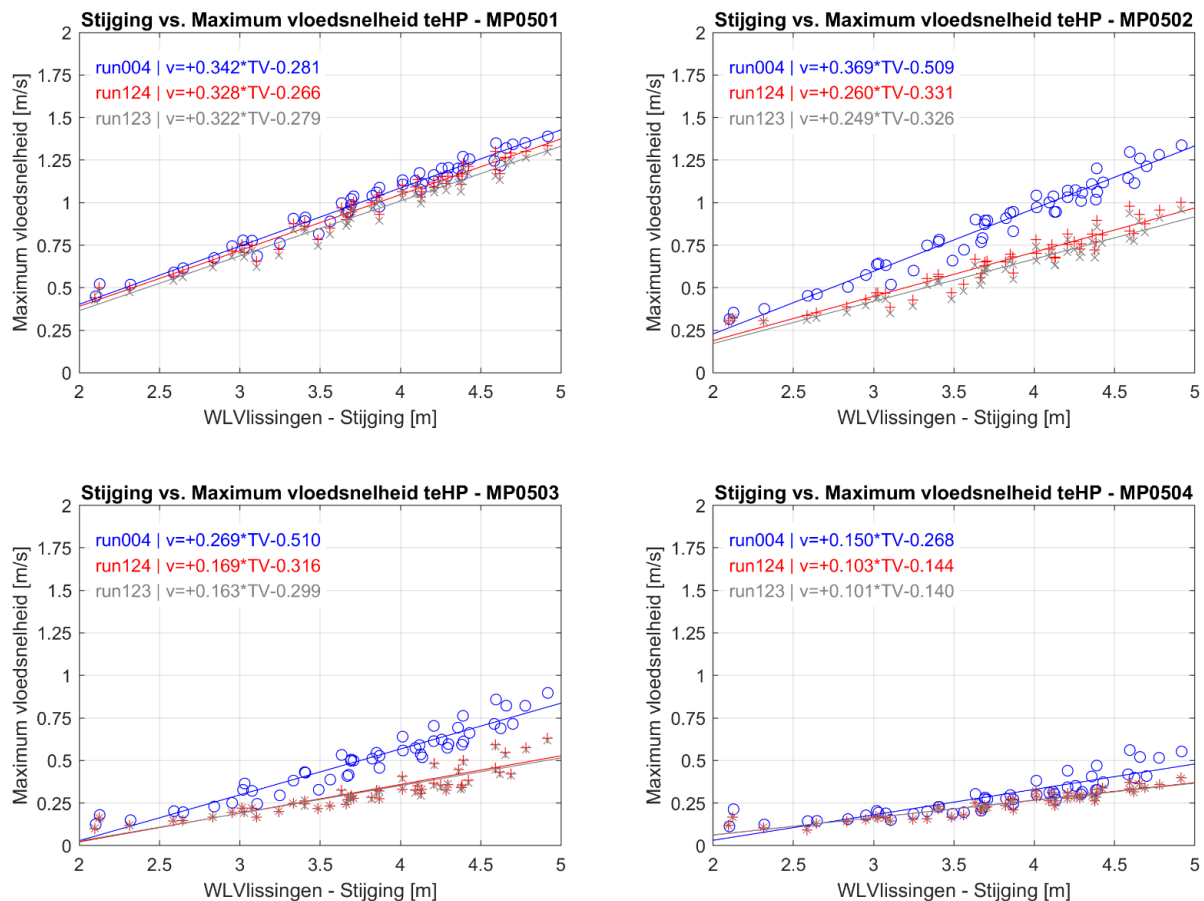 Stijging vs. Maximum vloedsnelheid teHP - MP0501
run004 | v=+0.342*TV-0.281
run124 | v=+0.328*TV-0.266
run123 | v=+0.322*TV-0.279
Maximum vloedsnelheid [m/s]
2
1.75
1.5
1.25
1
0.75
0.5
0.25
0
2 2.5 3 3.5 4 4.5 5
WLVlissingen - Stijging [m]
Stijging vs. Maximum vloedsnelheid teHP - MP0502
run004 | v=+0.369*TV-0.509
run124 | v=+0.260*TV-0.331
run123 | v=+0.249*TV-0.326
Maximum vloedsnelheid [m/s]
2
1.75
1.5
1.25
1
0.75
0.5
0.25
0
2 2.5 3 3.5 4 4.5 5
WLVlissingen - Stijging [m]
Stijging vs. Maximum vloedsnelheid teHP - MP0503
run004 | v=+0.269*TV-0.510
run124 | v=+0.169*TV-0.316
run123 | v=+0.163*TV-0.299
Maximum vloedsnelheid [m/s]
2
1.75
1.5
1.25
1
0.75
0.5
0.25
0
2 2.5 3 3.5 4 4.5 5
WLVlissingen - Stijging [m]
Stijging vs. Maximum vloedsnelheid teHP - MP0504
run004 | v=+0.150*TV-0.268
run124 | v=+0.103*TV-0.144
run123 | v=+0.101*TV-0.140
Maximum vloedsnelheid [m/s]
2
1.75
1.5
1.25
1
0.75
0.5
0.25
0
2 2.5 3 3.5 4 4.5 5
WLVlissingen - Stijging [m]